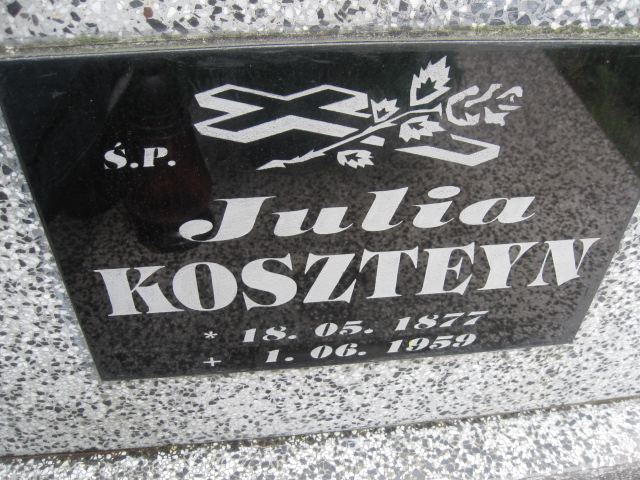 Ś.P.
Julia
KOSZTEYN
* 18. 05. 1877
+ 1. 06. 1959